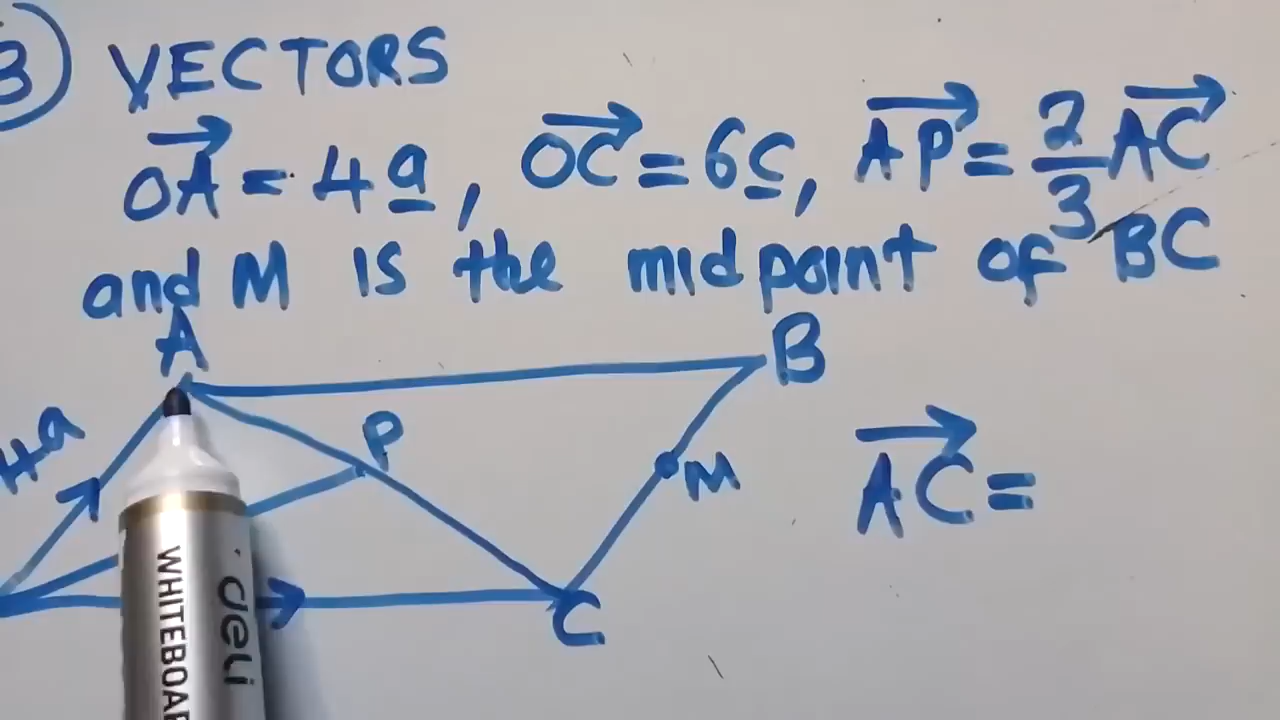 3) VECTORS
OA = 4a, OC = 6c, AP = 2/3 AC
and M is the midpoint of BC
A
B
4a
P
M
AC =
C
deli
WHITEBOAR